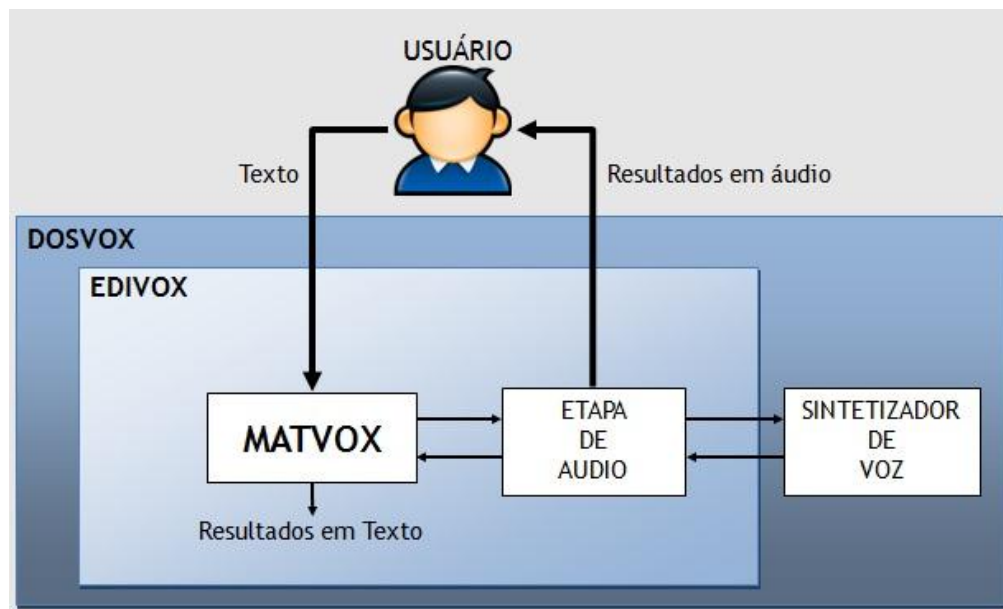 USUÁRIO
Texto
Resultados em áudio
DOSVOX
EDIVOX
MATVOX
ETAPA
DE
AUDIO
SINTETIZADOR
DE
VOZ
Resultados em Texto